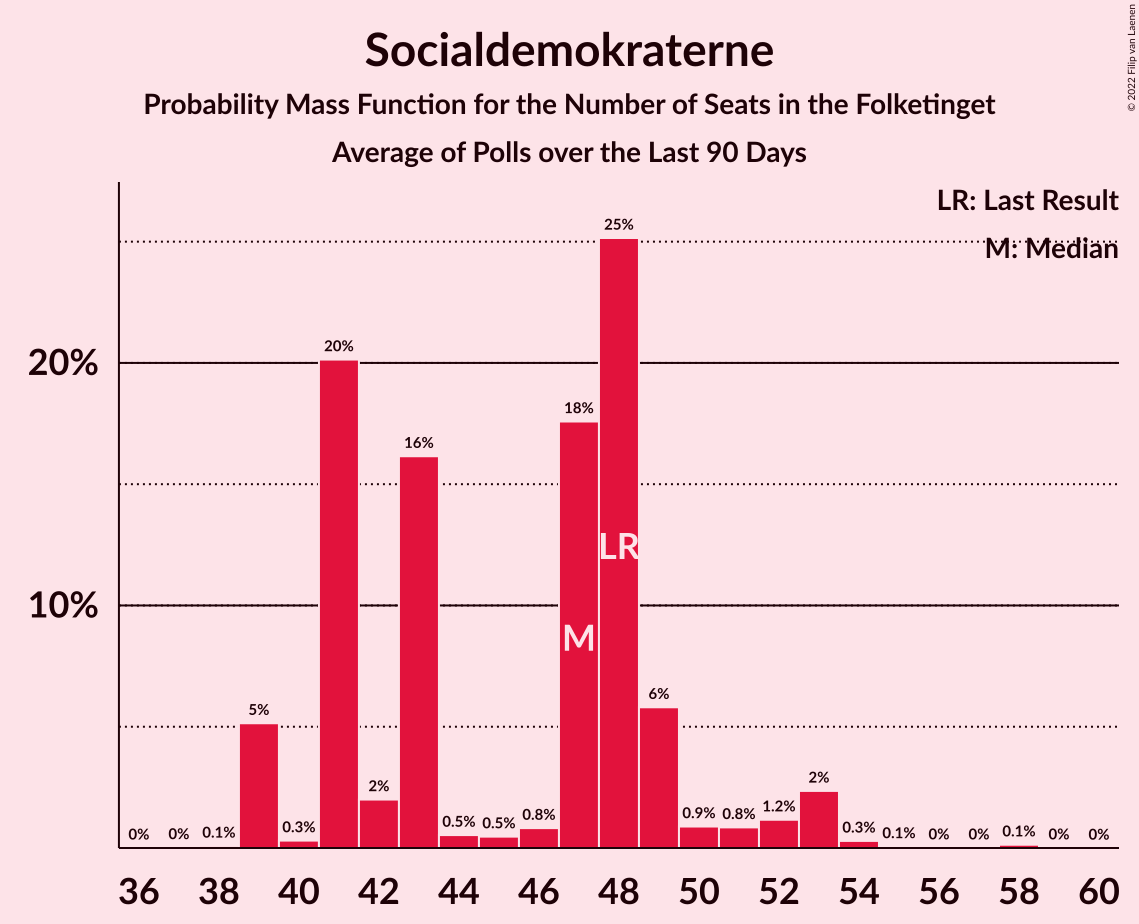 Socialdemokraterne
Probability Mass Function for the Number of Seats in the Folketinget
Average of Polls over the Last 90 Days
© 2022 Filip van Laenen
LR: Last Result
M: Median
20%
10%
0% 0% 0.1% 5% 0.3% 20% 2% 16% 0.5% 0.5% 0.8% 18% 25% 6% 0.9% 0.8% 1.2% 2% 0.3% 0.1% 0% 0% 0.1% 0% 0%
LR
M
36 38 40 42 44 46 48 50 52 54 56 58 60